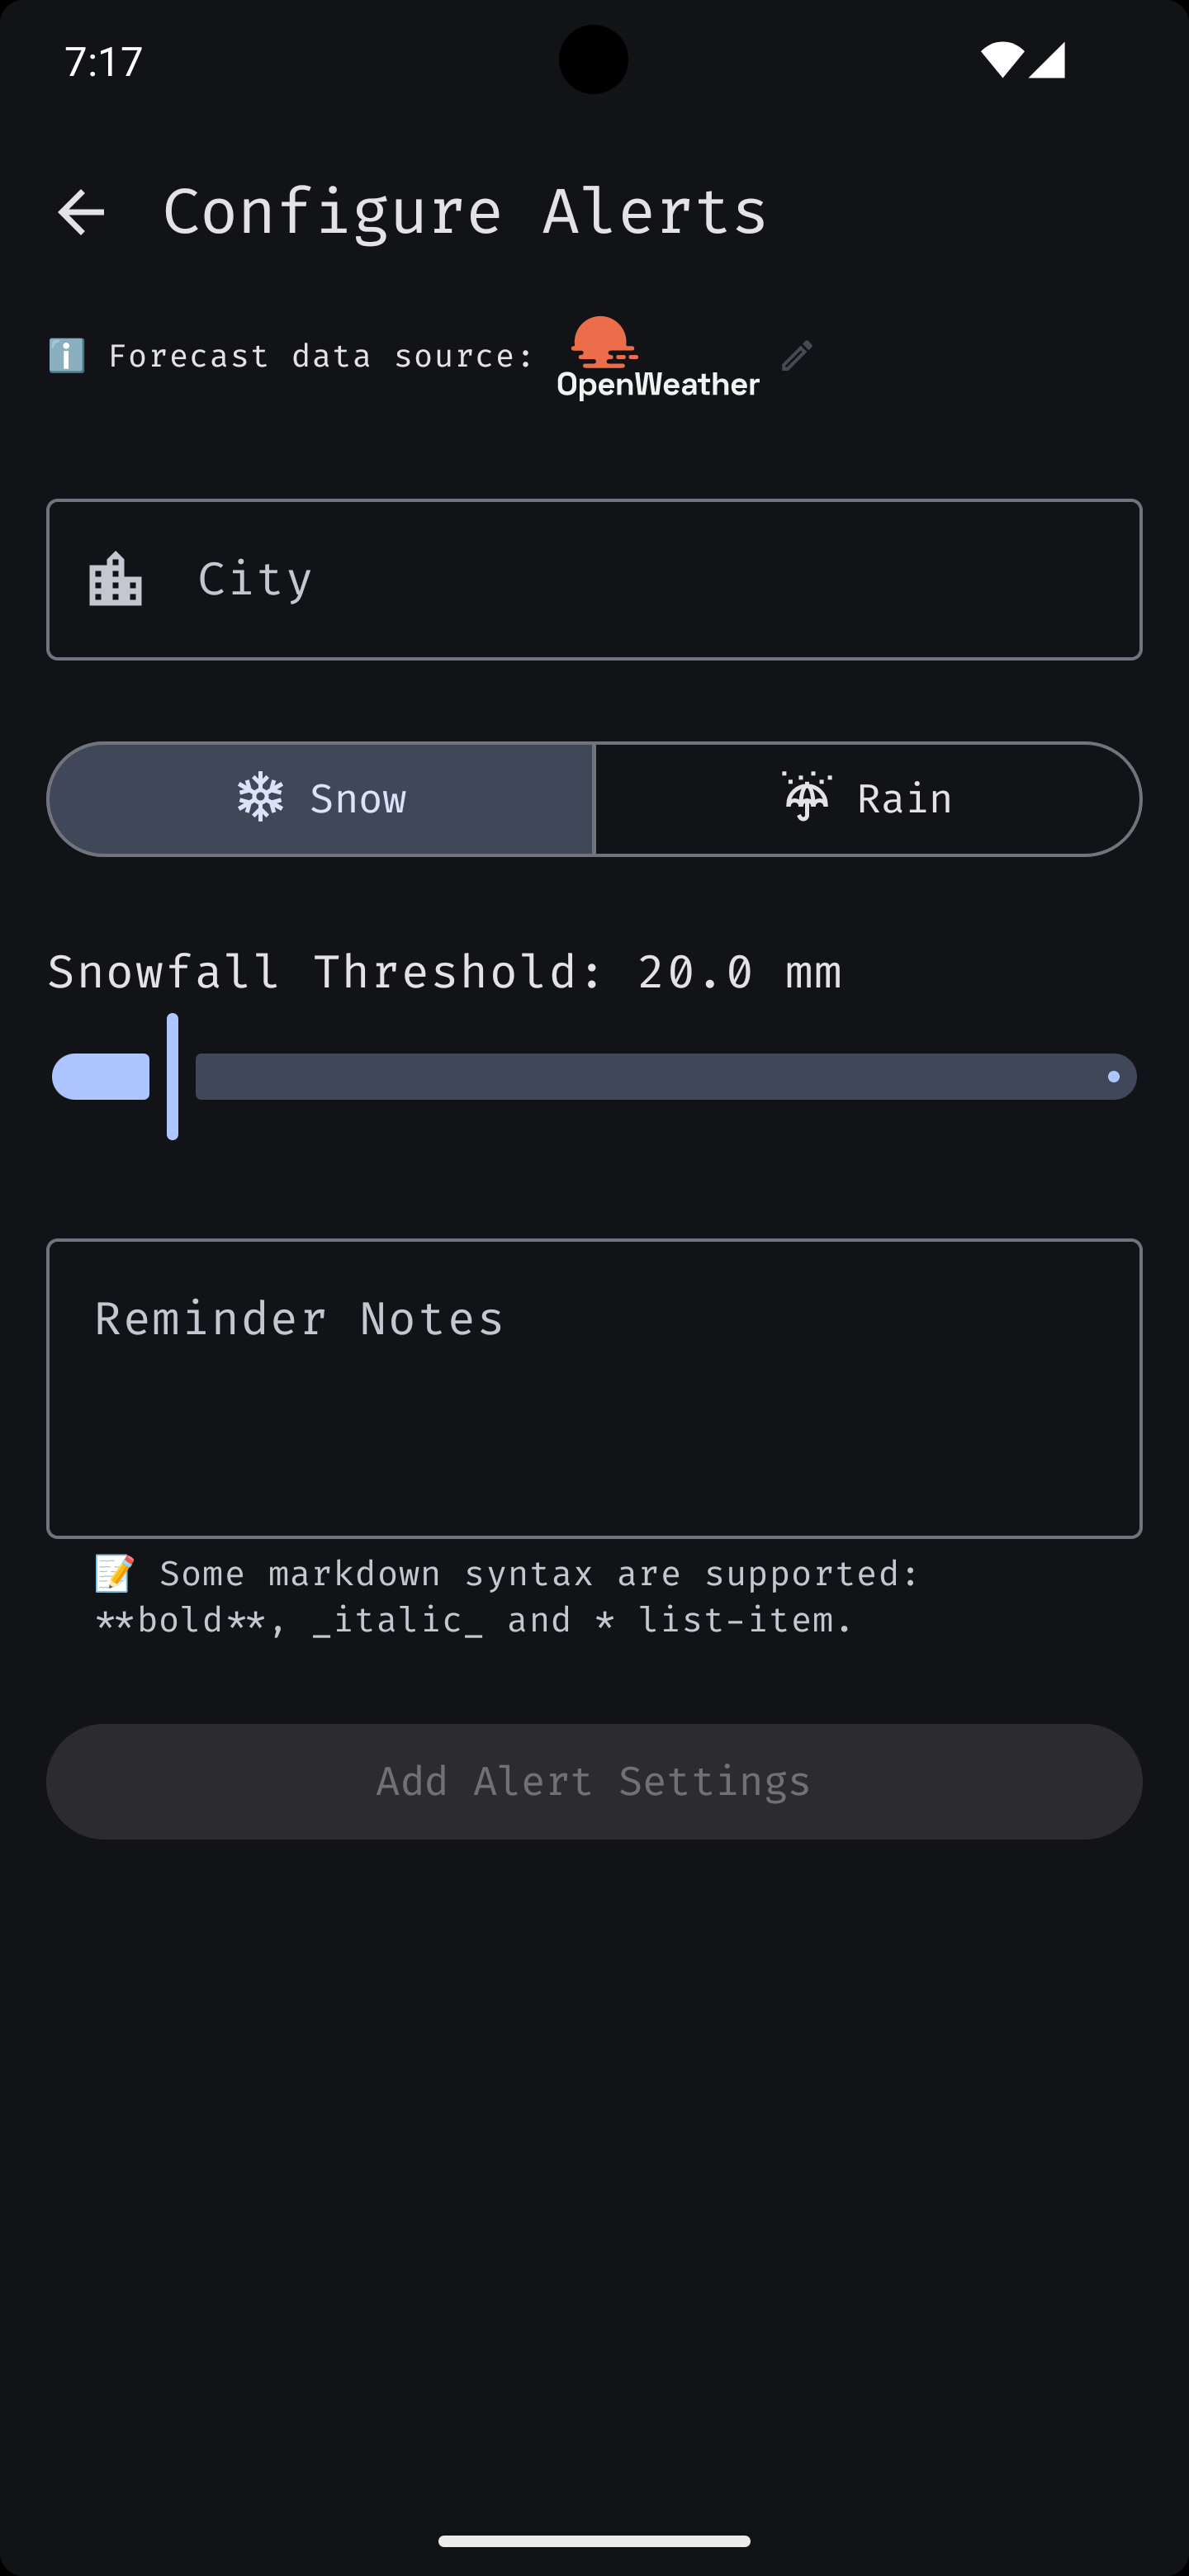 7:17
Configure Alerts
ℹ️ Forecast data source: OpenWeather
City
Snow
Rain
Snowfall Threshold: 20.0 mm
Reminder Notes
📝 Some markdown syntax are supported:
**bold**, _italic_ and * list-item.
Add Alert Settings